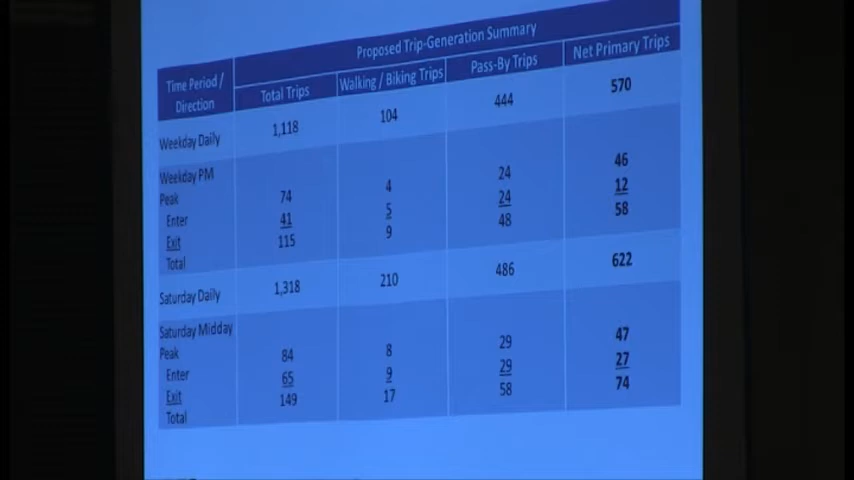 Proposed Trip-Generation Summary
Time Period / Direction Total Trips Walking / Biking Trips Pass-By Trips Net Primary Trips
Weekday Daily 1,118 104 444 570
Weekday PM
Peak
Enter 74 4 24 46
Exit 41 5 24 12
Total 115 9 48 58
Saturday Daily 1,318 210 486 622
Saturday Midday
Peak
Enter 84 8 29 47
Exit 65 9 29 27
Total 149 17 58 74